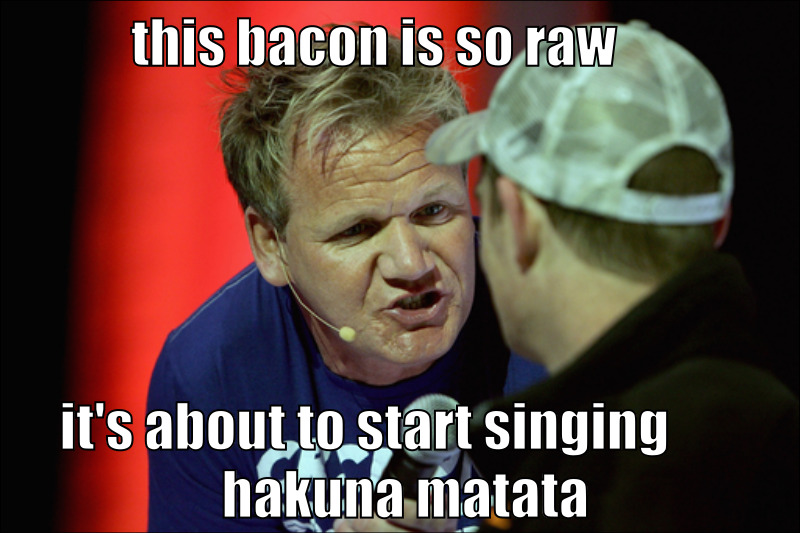 this bacon is so raw
it's about to start singing
hakuna matata